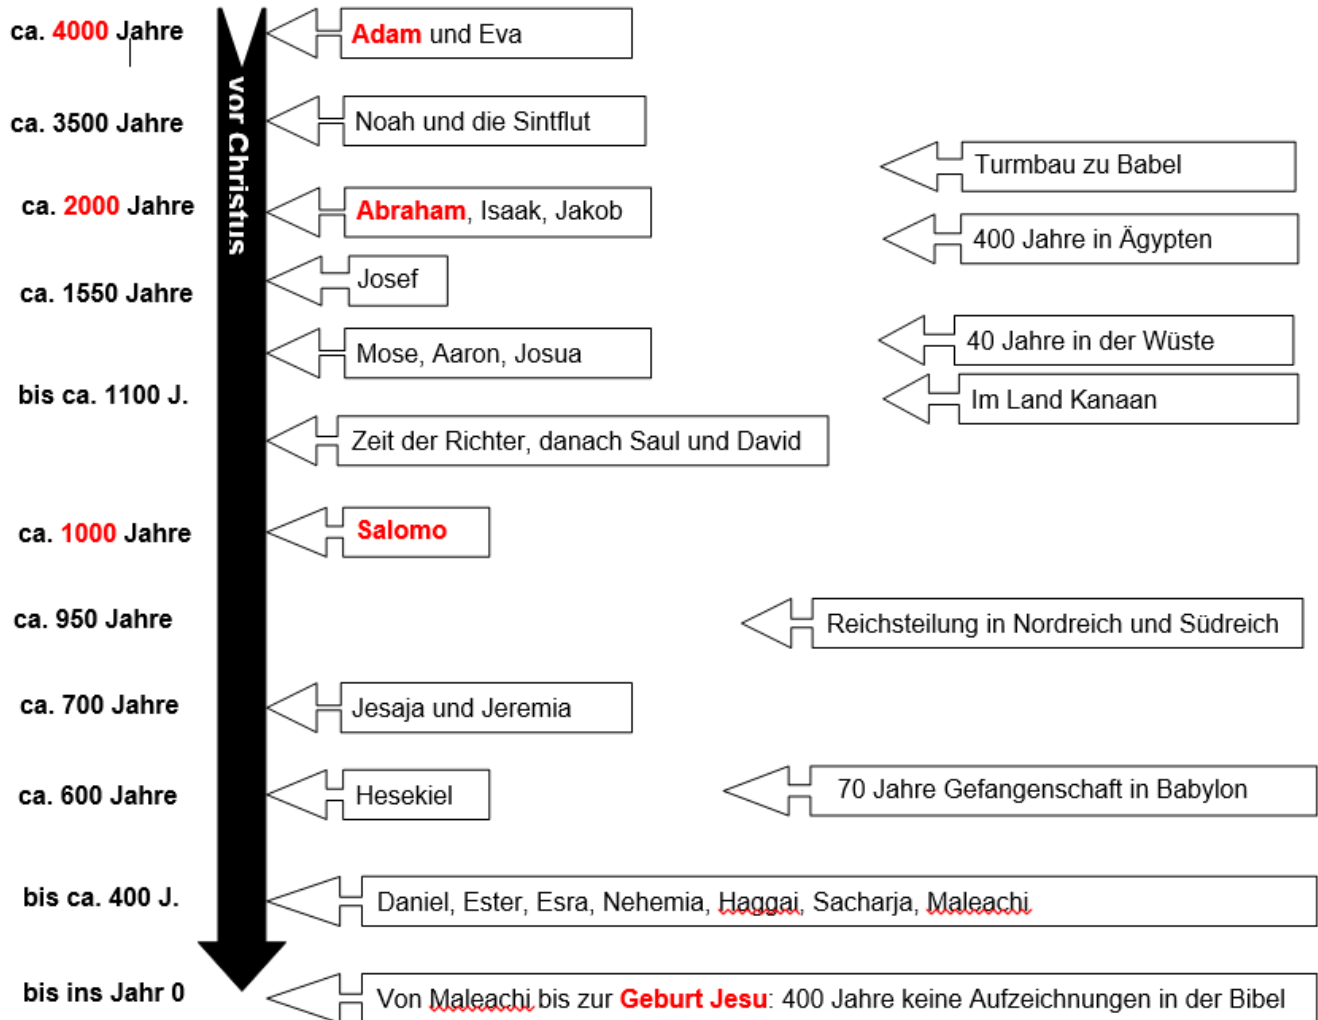 ca. 4000 Jahre
Adam und Eva
vor Christus
ca. 3500 Jahre
Noah und die Sintflut
Turmbau zu Babel
ca. 2000 Jahre
Abraham, Isaak, Jakob
400 Jahre in Ägypten
ca. 1550 Jahre
Josef
Mose, Aaron, Josua
40 Jahre in der Wüste
bis ca. 1100 J.
Im Land Kanaan
Zeit der Richter, danach Saul und David
ca. 1000 Jahre
Salomo
ca. 950 Jahre
Reichsteilung in Nordreich und Südreich
ca. 700 Jahre
Jesaja und Jeremia
ca. 600 Jahre
Hesekiel
70 Jahre Gefangenschaft in Babylon
bis ca. 400 J.
Daniel, Ester, Esra, Nehemia, Haggai, Sacharja, Maleachi
bis ins Jahr 0
Von Maleachi bis zur Geburt Jesu: 400 Jahre keine Aufzeichnungen in der Bibel